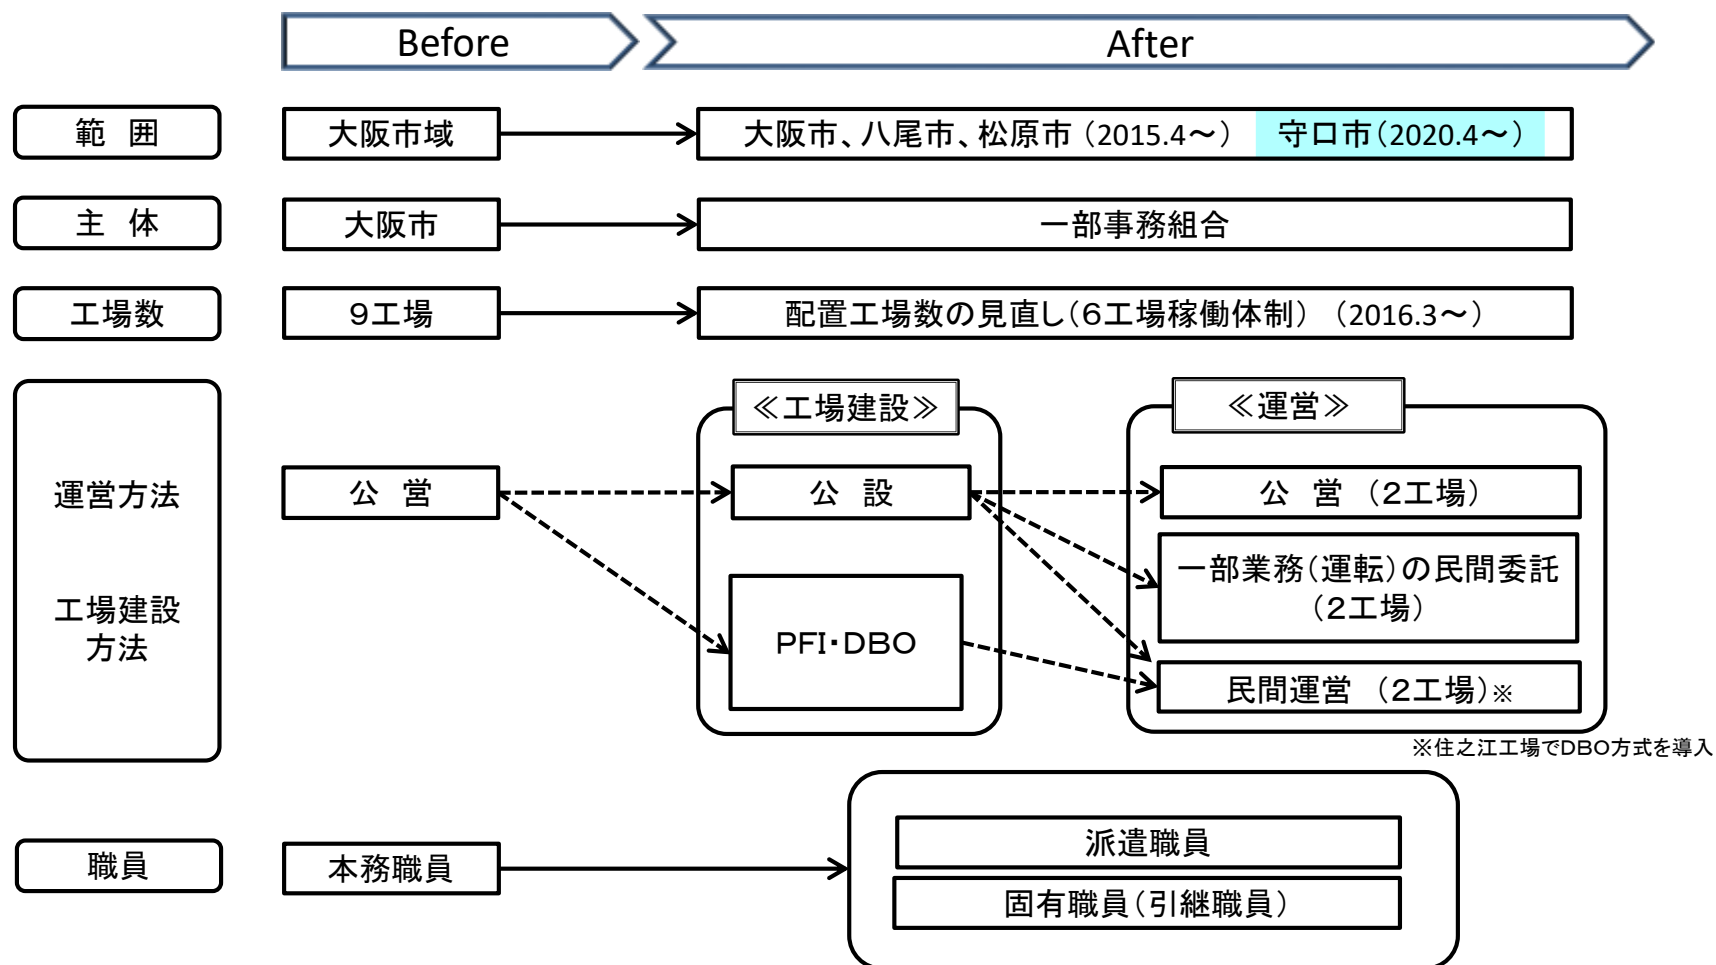 Before
After
範 囲
大阪市域
大阪市、八尾市、松原市（2015.4～） 守口市（2020.4～）
主 体
大阪市
一部事務組合
工場数
９工場
配置工場数の見直し（６工場稼働体制） （2016.3～）
≪工場建設≫
≪運営≫
運営方法
公 営
公 設
公 営（２工場）
一部業務（運転）の民間委託
（２工場）
工場建設
方法
PFI・DBO
民間運営 （２工場）※
※住之江工場でDBO方式を導入
職員
本務職員
派遣職員
固有職員（引継職員）